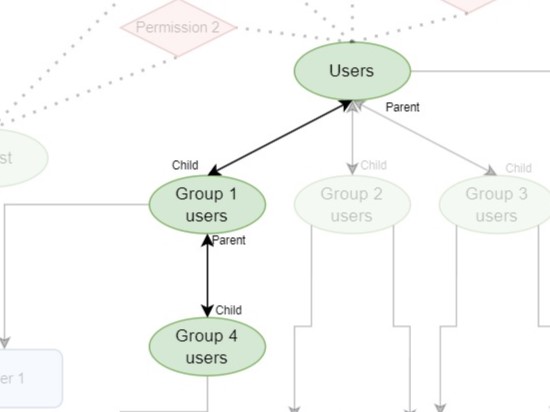 Permission 2
Users
Parent
st
Child
Child
Child
Group 1
users
Group 2
users
Group 3
users
Parent
Child
Group 4
users
er 1